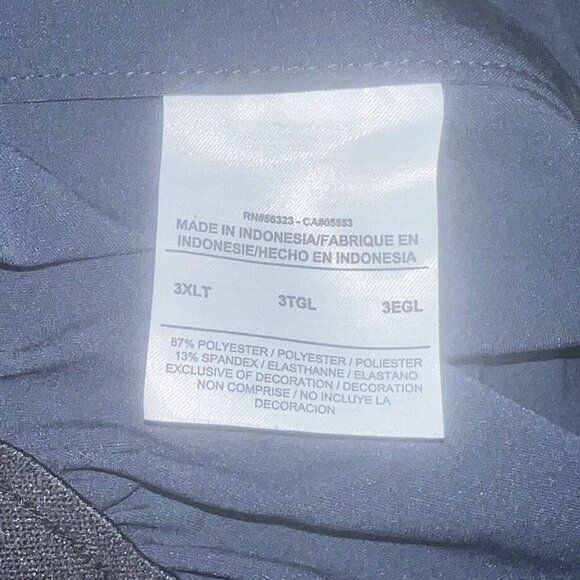 RN#56323 - CA#05553
MADE IN INDONESIA/FABRIQUE EN
INDONESIE/HECHO EN INDONESIA
3XLT 3TGL 3EGL
87% POLYESTER / POLYESTER / POLIESTER
13% SPANDEX / ELASTHANNE / ELASTANO
EXCLUSIVE OF DECORATION / DECORATION
NON COMPRISE / NO INCLUYE LA
DECORACION